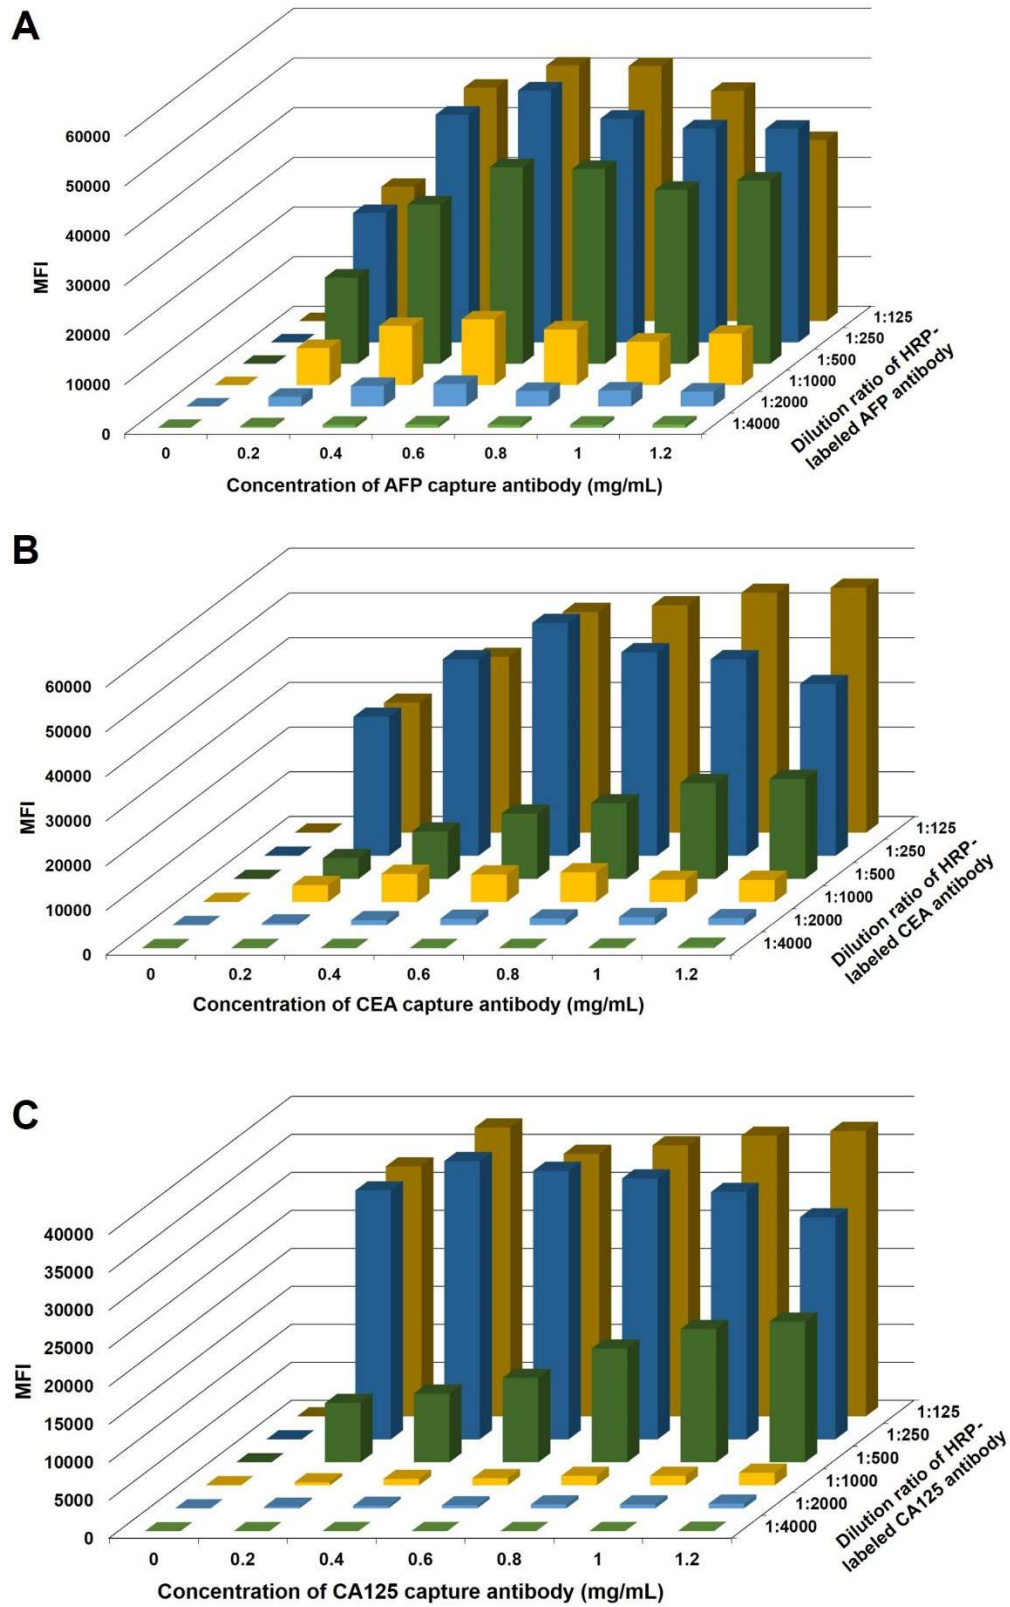 A
60000
50000
40000
30000
20000
10000
0
MFI
0 0.2 0.4 0.6 0.8 1 1.2
Concentration of AFP capture antibody (mg/mL)
1:125
1:250
1:500
1:1000
1:2000
1:4000
Dilution ratio of HRP-
labeled AFP antibody
B
60000
50000
40000
30000
20000
10000
0
MFI
0 0.2 0.4 0.6 0.8 1 1.2
Concentration of CEA capture antibody (mg/mL)
1:125
1:250
1:500
1:1000
1:2000
1:4000
Dilution ratio of HRP-
labeled CEA antibody
C
40000
35000
30000
25000
20000
15000
10000
5000
0
MFI
0 0.2 0.4 0.6 0.8 1 1.2
Concentration of CA125 capture antibody (mg/mL)
1:125
1:250
1:500
1:1000
1:2000
1:4000
Dilution ratio of HRP-
labeled CA125 antibody